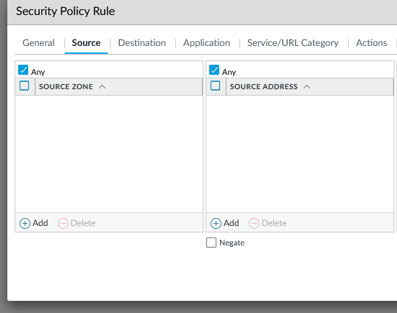 Security Policy Rule
General Source Destination Application Service/URL Category Actions
Any Any
SOURCE ZONE SOURCE ADDRESS
Add Delete Add Delete
Negate